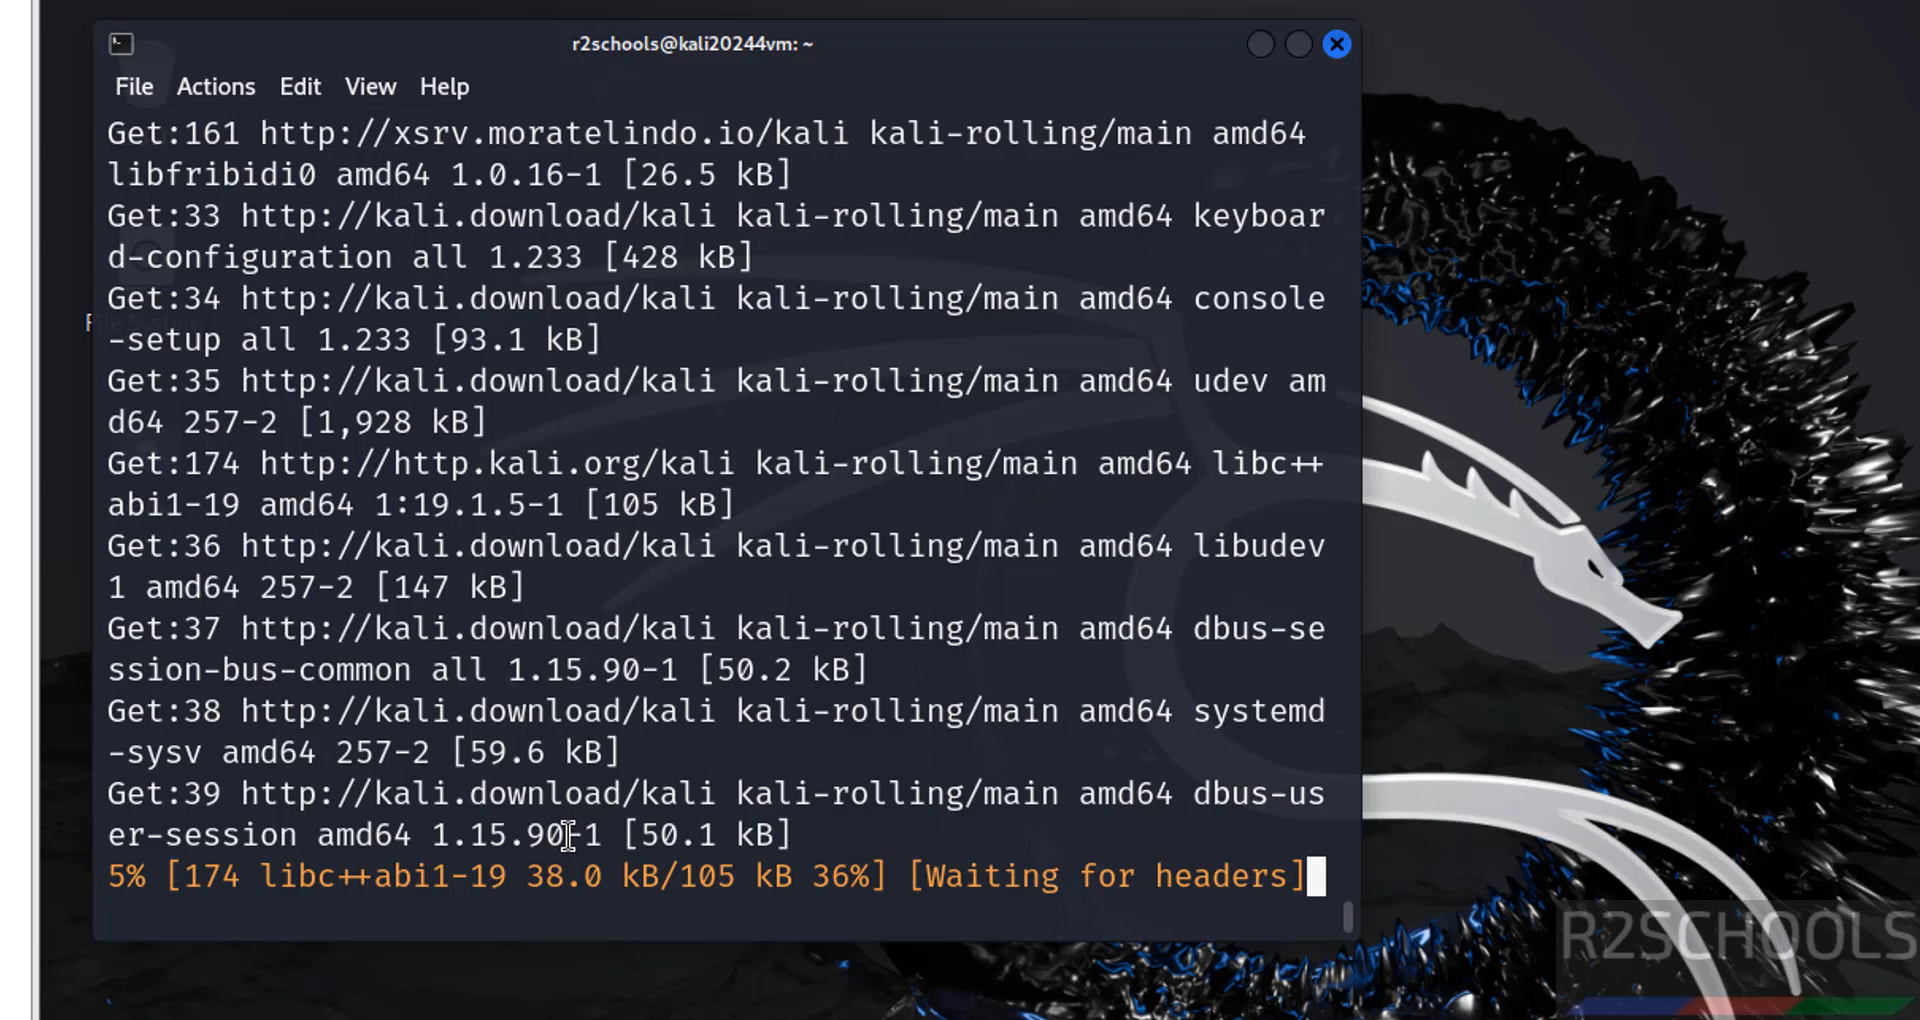 r2schools@kali20244vm: ~
File Actions Edit View Help
Get:161 http://xsrv.moratelindo.io/kali kali-rolling/main amd64
libfribidi0 amd64 1.0.16-1 [26.5 kB]
Get:33 http://kali.download/kali kali-rolling/main amd64 keyboar
d-configuration all 1.233 [428 kB]
Get:34 http://kali.download/kali kali-rolling/main amd64 console
-setup all 1.233 [93.1 kB]
Get:35 http://kali.download/kali kali-rolling/main amd64 udev am
d64 257-2 [1,928 kB]
Get:174 http://http.kali.org/kali kali-rolling/main amd64 libc++
abi1-19 amd64 1:19.1.5-1 [105 kB]
Get:36 http://kali.download/kali kali-rolling/main amd64 libudev
1 amd64 257-2 [147 kB]
Get:37 http://kali.download/kali kali-rolling/main amd64 dbus-se
ssion-bus-common all 1.15.90-1 [50.2 kB]
Get:38 http://kali.download/kali kali-rolling/main amd64 systemd
-sysv amd64 257-2 [59.6 kB]
Get:39 http://kali.download/kali kali-rolling/main amd64 dbus-us
er-session amd64 1.15.90-1 [50.1 kB]
5% [174 libc++abi1-19 38.0 kB/105 kB 36%] [Waiting for headers]
R2SCHOOLS